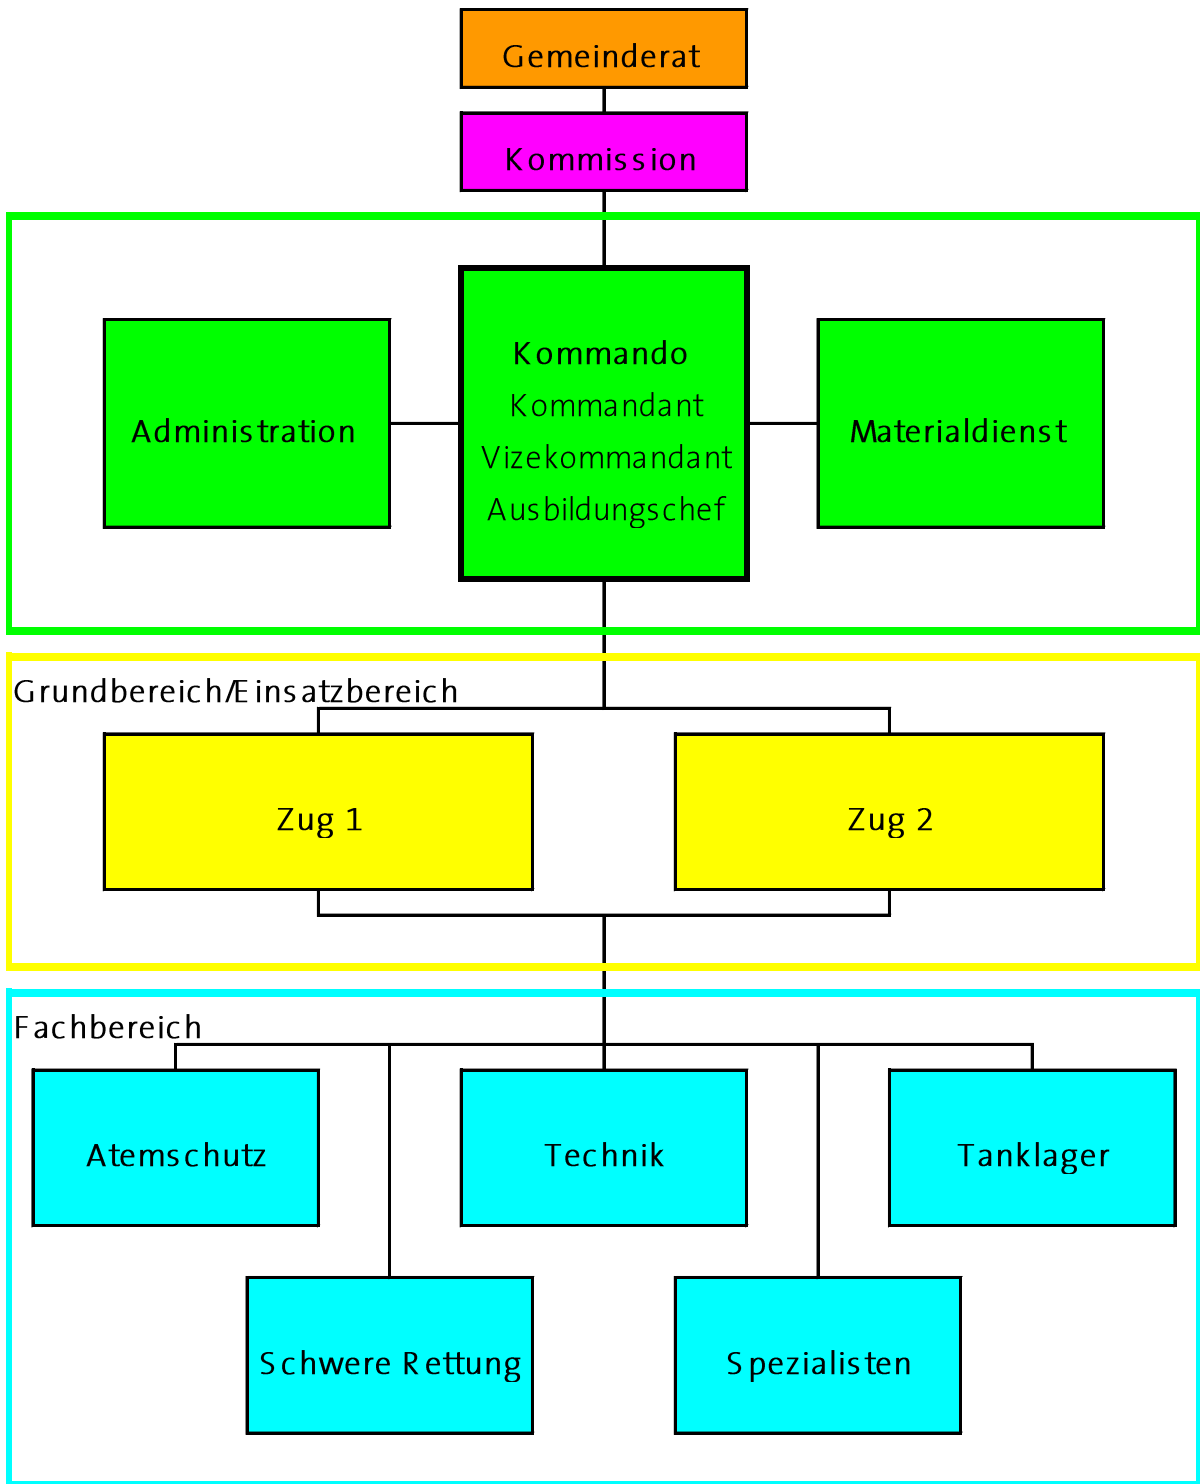 Gemeinderat
Kommission
Kommando
Kommandant
Vizekommandant
Ausbildungschef
Administration
Materialdienst
Grundbereich/Einsatzbereich
Zug 1
Zug 2
Fachbereich
Atemschutz
Technik
Tanklager
Schwere Rettung
Spezialisten